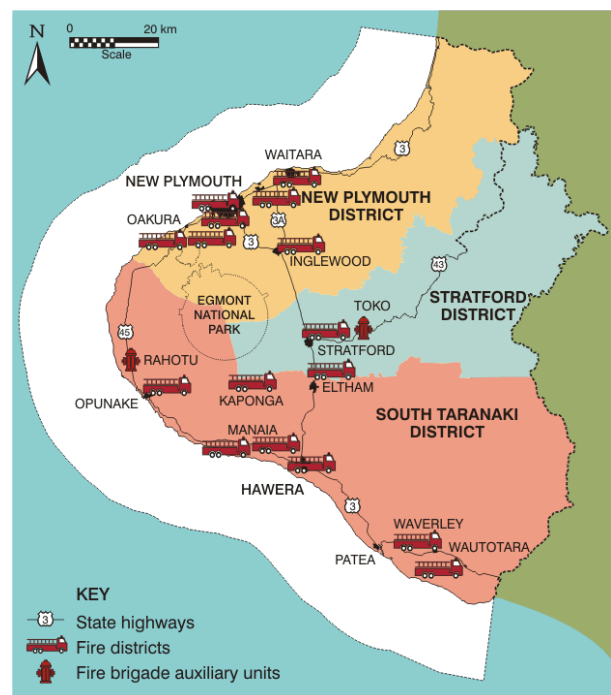 N
0 20 km
Scale
3
WAITARA
NEW PLYMOUTH
NEW PLYMOUTH
DISTRICT
OAKURA
3A
3
INGLEWOOD
43
EGMONT
NATIONAL
PARK
TOKO
STRATFORD
DISTRICT
45
RAHOTU
STRATFORD
OPUNAKE
KAPONGA
ELTHAM
SOUTH TARANAKI
DISTRICT
MANAIA
HAWERA
3
WAVERLEY
WAUTOTARA
PATEA
KEY
3 State highways
Fire districts
Fire brigade auxiliary units